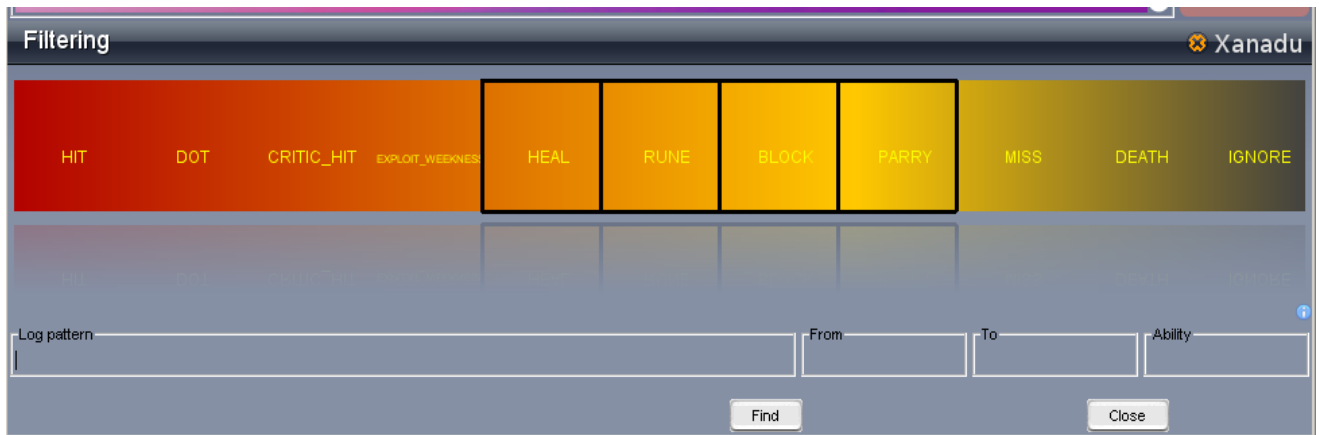 Filtering
Xanadu
HIT DOT CRITIC_HIT EXPLOIT_WEEKNESS HEAL RUNE BLOCK PARRY MISS DEATH IGNORE
Log pattern From To Ability
Find Close